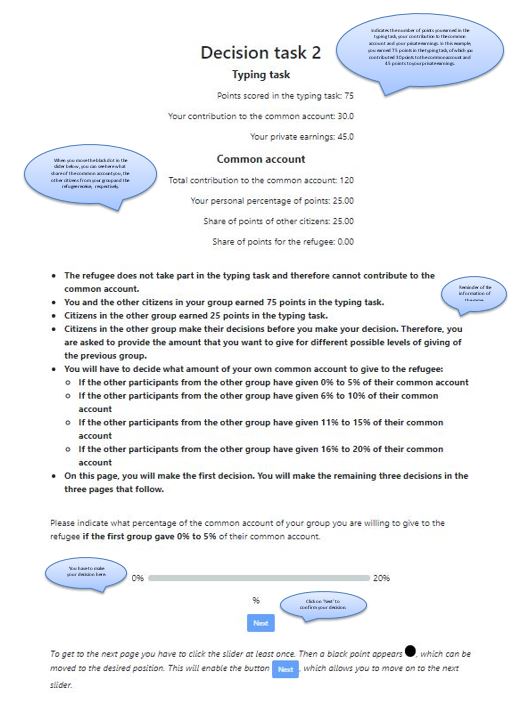 Indicates the number of points you earned in the
typing task, your contribution to the common
account and your private earnings. In this example,
you earned 75 points in the typing task, of which you
contributed 30 points to the common account and
45 points to your private earnings.
Decision task 2
Typing task
Points scored in the typing task: 75
Your contribution to the common account: 30.0
Your private earnings: 45.0
When you move the black dot in the
slider below, you can see here what
share of the common account you, the
other citizens from your group and the
refugee receive, respectively.
Common account
Total contribution to the common account: 120
Your personal percentage of points: 25.00
Share of points of other citizens: 25.00
Share of points for the refugee: 0.00
• The refugee does not take part in the typing task and therefore cannot contribute to the
common account.
Reminder of the
information of
• You and the other citizens in your group earned 75 points in the typing task.
• Citizens in the other group earned 25 points in the typing task.
• Citizens in the other group make their decisions before you make your decision. Therefore, you
are asked to provide the amount that you want to give for different possible levels of giving of
the previous group.
• You will have to decide what amount of your own common account to give to the refugee:
o If the other participants from the other group have given 0% to 5% of their common account
o If the other participants from the other group have given 6% to 10% of their common
account
o If the other participants from the other group have given 11% to 15% of their common
account
o If the other participants from the other group have given 16% to 20% of their common
account
• On this page, you will make the first decision. You will make the remaining three decisions in the
three pages that follow.
Please indicate what percentage of the common account of your group you are willing to give to the
refugee if the first group gave 0% to 5% of their common account.
You have to make
your decision here.
0% 20%
%
Click on 'Next' to
confirm your decision.
Next
To get to the next page you have to click the slider at least once. Then a black point appears , which can be
moved to the desired position. This will enable the button Next , which allows you to move on to the next
slider.